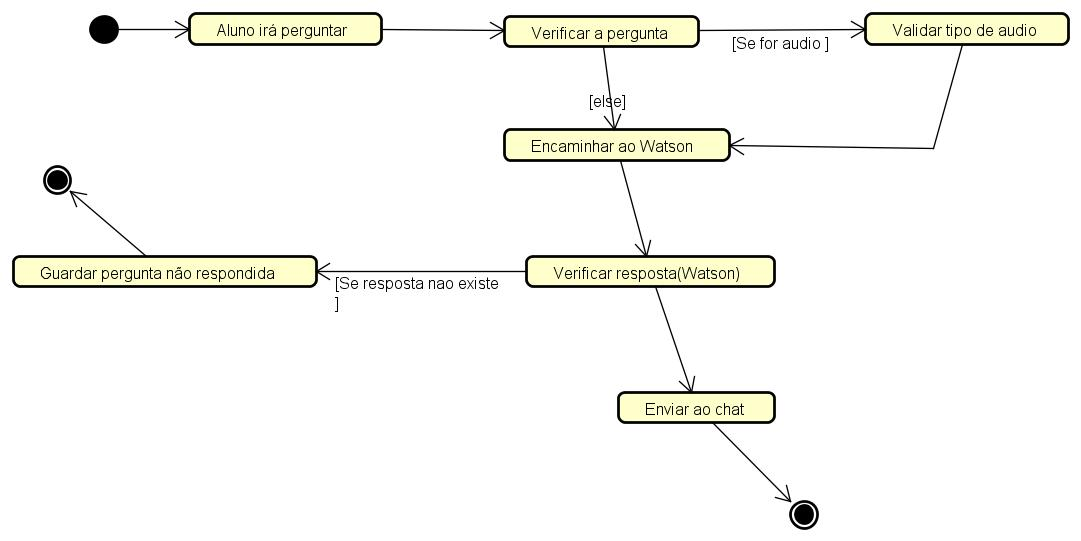 Aluno irá perguntar
Verificar a pergunta
[Se for audio ]
Validar tipo de audio
[else]
Encaminhar ao Watson
Guardar pergunta não respondida
[Se resposta nao existe
]
Verificar resposta(Watson)
Enviar ao chat